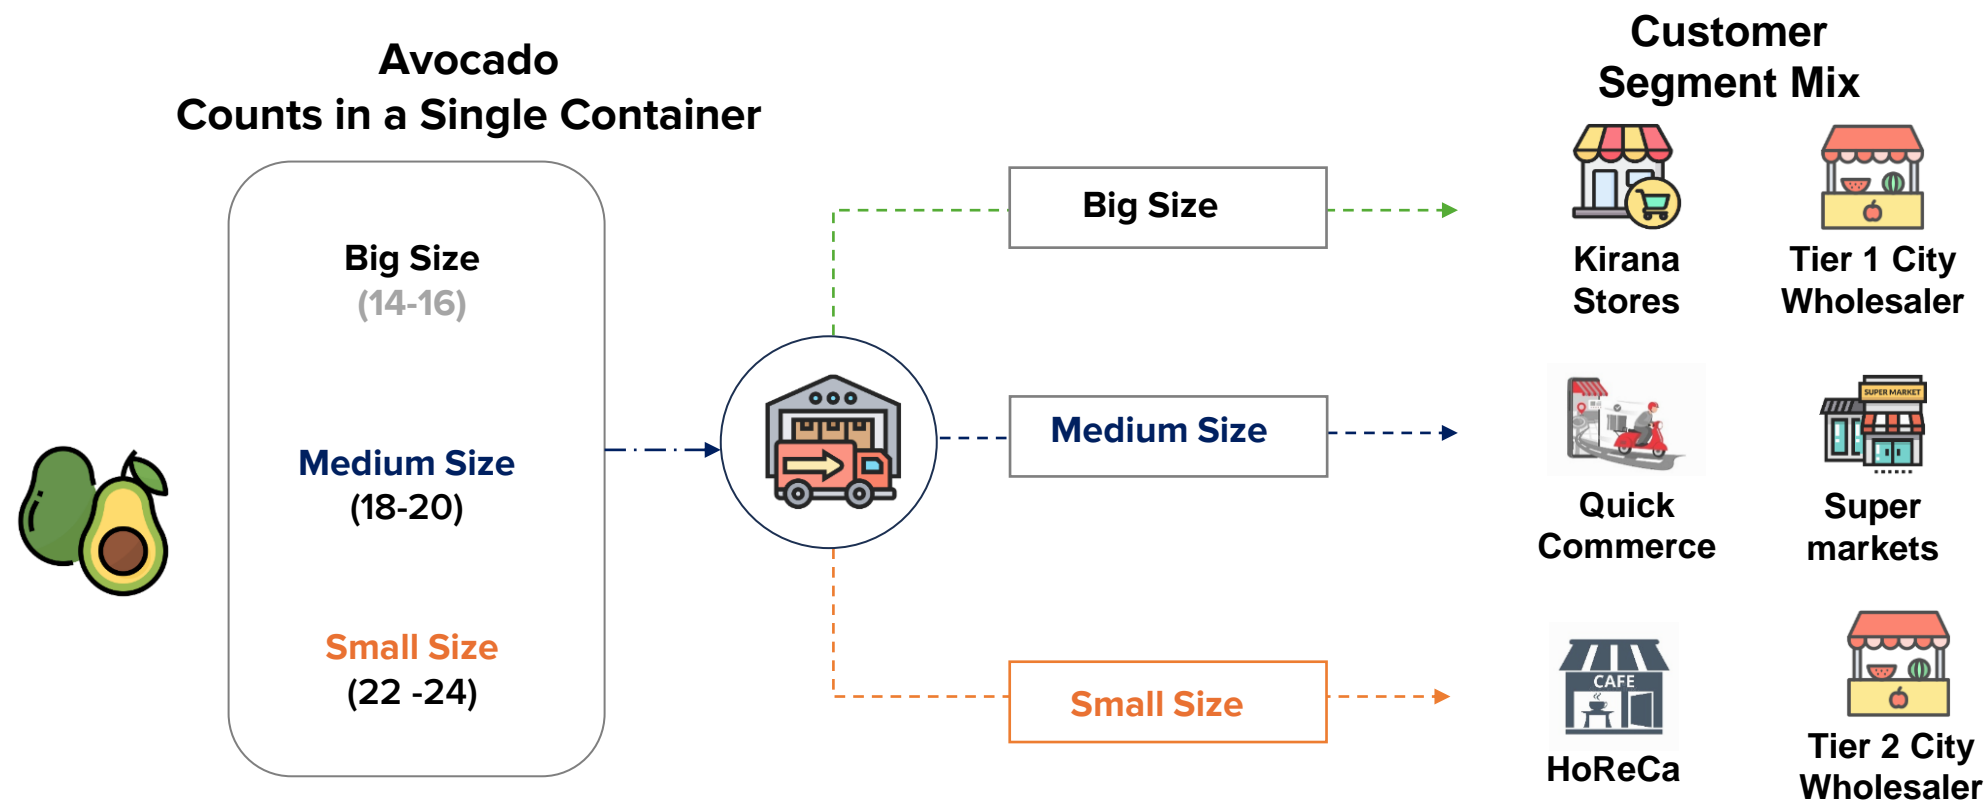 Avocado
Counts in a Single Container
Big Size
(14-16)
Medium Size
(18-20)
Small Size
(22 -24)
Big Size
Medium Size
Small Size
Customer
Segment Mix
Kirana
Stores
Tier 1 City
Wholesaler
Quick
Commerce
SUPER MARKET
Super
markets
CAFE
HoReCa
Tier 2 City
Wholesaler